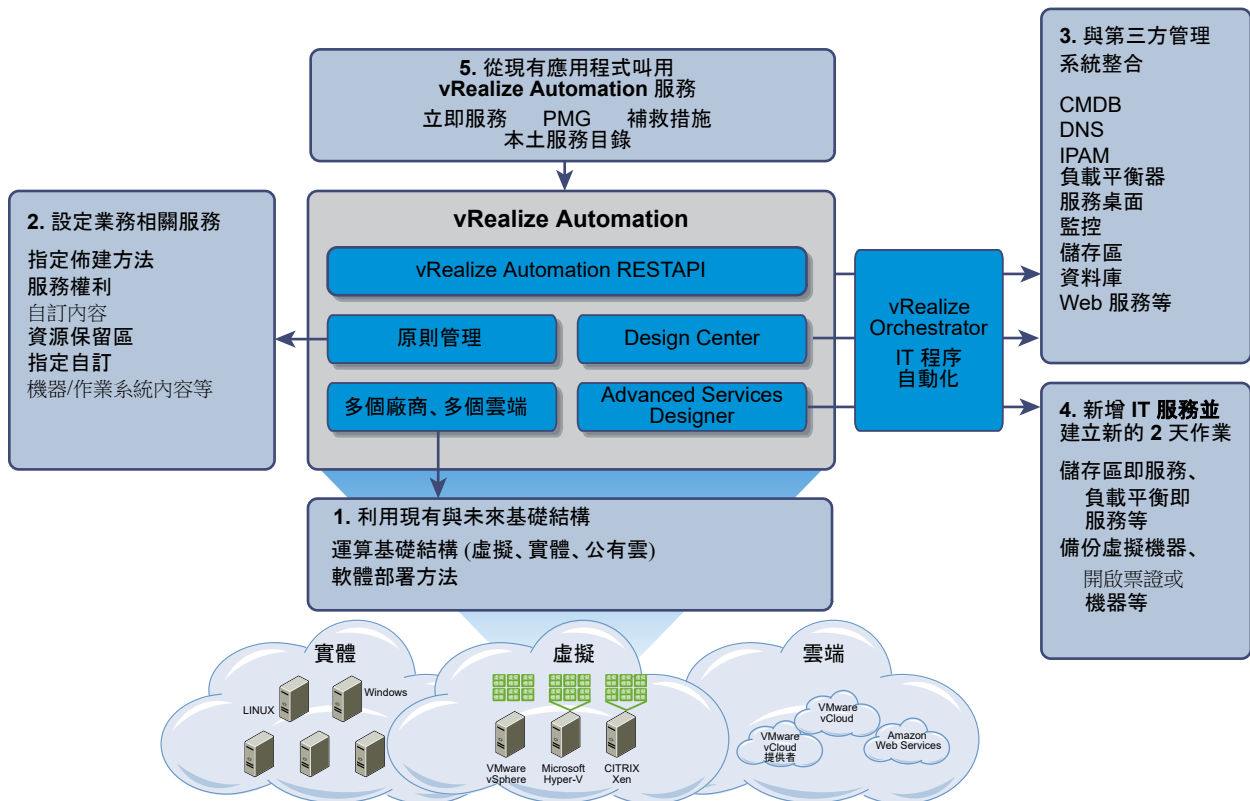 5. 從現有應用程式叫用
vRealize Automation 服務
立即服務 PMG 補救措施
本土服務目錄
3. 與第三方管理
系統整合
CMDB
DNS
IPAM
負載平衡器
服務桌面
監控
儲存區
資料庫
Web 服務等
2. 設定業務相關服務
指定佈建方法
服務權利
自訂內容
資源保留區
指定自訂
機器/作業系統內容等
vRealize Automation
vRealize Automation RESTAPI
原則管理
Design Center
多個廠商、多個雲端
Advanced Services
Designer
vRealize
Orchestrator
IT 程序
自動化
4. 新增 IT 服務並
建立新的 2 天作業
儲存區即服務、
負載平衡即
服務等
備份虛擬機器、
開啟票證或
機器等
1. 利用現有與未來基礎結構
運算基礎結構 (虛擬、實體、公有雲)
軟體部署方法
實體
LINUX
Windows
虛擬
VMware
vSphere
Microsoft
Hyper-V
CITRIX
Xen
雲端
VMware
vCloud
VMware
vCloud
提供者
Amazon
Web Services